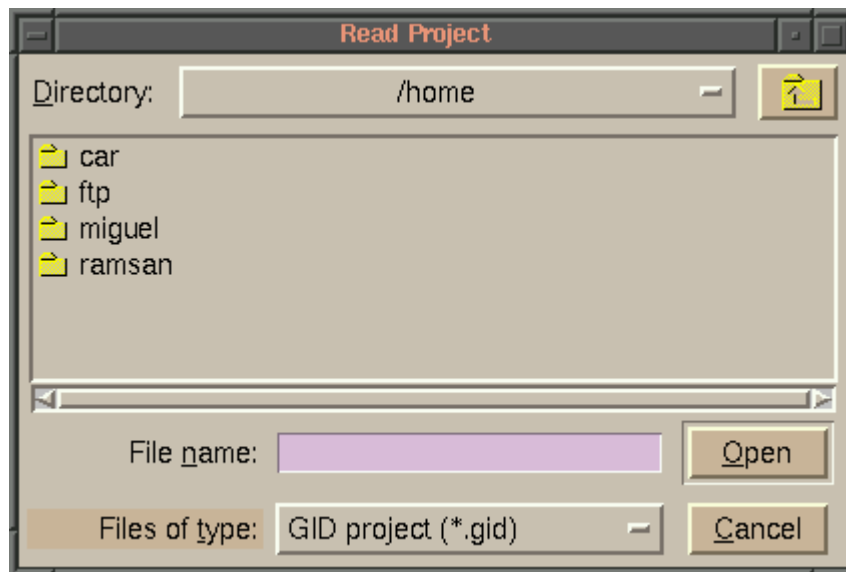 Read Project
Directory: /home
car
ftp
miguel
ramsan
File name: Open
Files of type: GID project (*.gid) Cancel